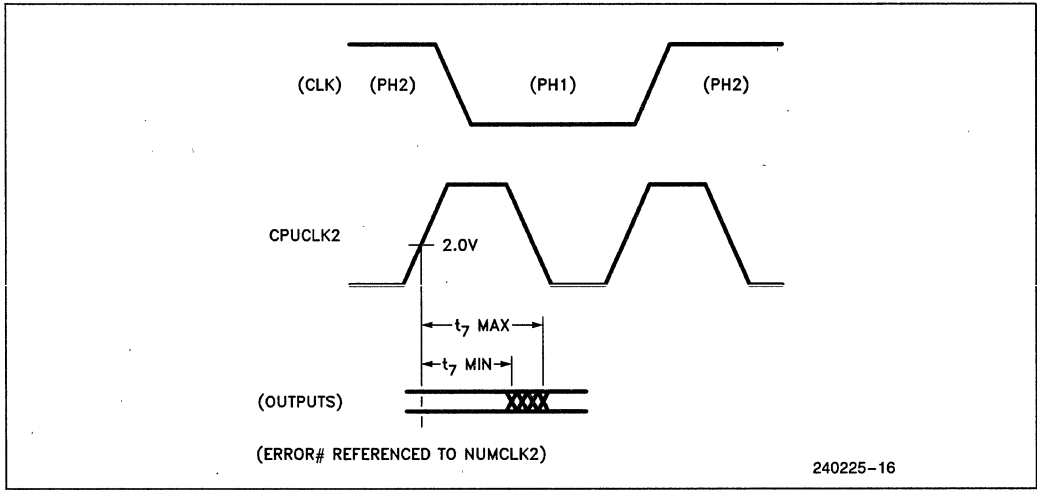 (CLK) (PH2) (PH1) (PH2)
CPUCLK2 2.0V
t7 MAX
t7 MIN
(OUTPUTS)
(ERROR# REFERENCED TO NUMCLK2)
240225-16